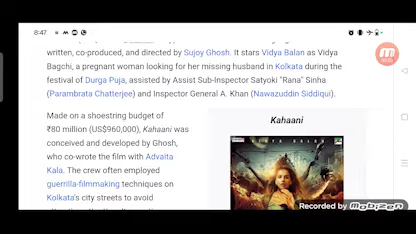 8:47
written, co-produced, and directed by Sujoy Ghosh. It stars Vidya Balan as Vidya
Bagchi, a pregnant woman looking for her missing husband in Kolkata during the
festival of Durga Puja, assisted by Assist Sub-Inspector Satyoki "Rana" Sinha
(Parambrata Chatterjee) and Inspector General A. Khan (Nawazuddin Siddiqui).
Made on a shoestring budget of
₹80 million (US$960,000), Kahaani was
conceived and developed by Ghosh,
who co-wrote the film with Advaita
Kala. The crew often employed
guerrilla-filmmaking techniques on
Kolkata's city streets to avoid
Kahaani
VIDYA BALAN
Recorded by MOBIZEN